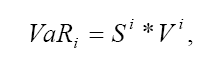 VaR_i = S^i * V^i,